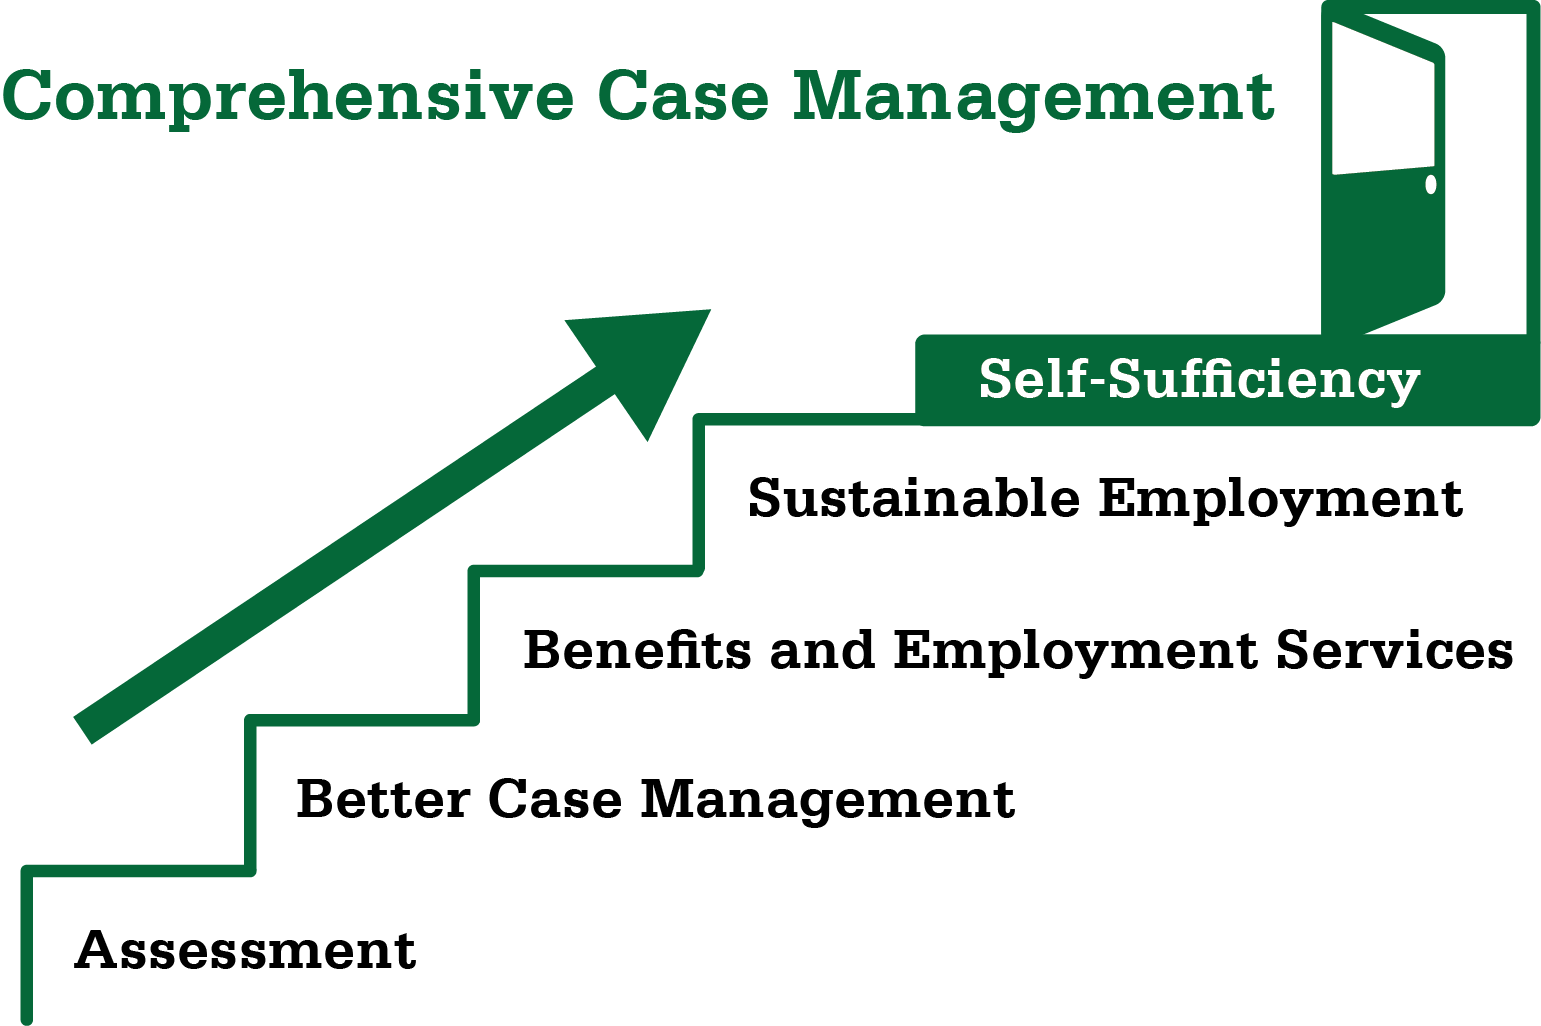 Comprehensive Case Management
Self-Sufficiency
Sustainable Employment
Benefits and Employment Services
Better Case Management
Assessment